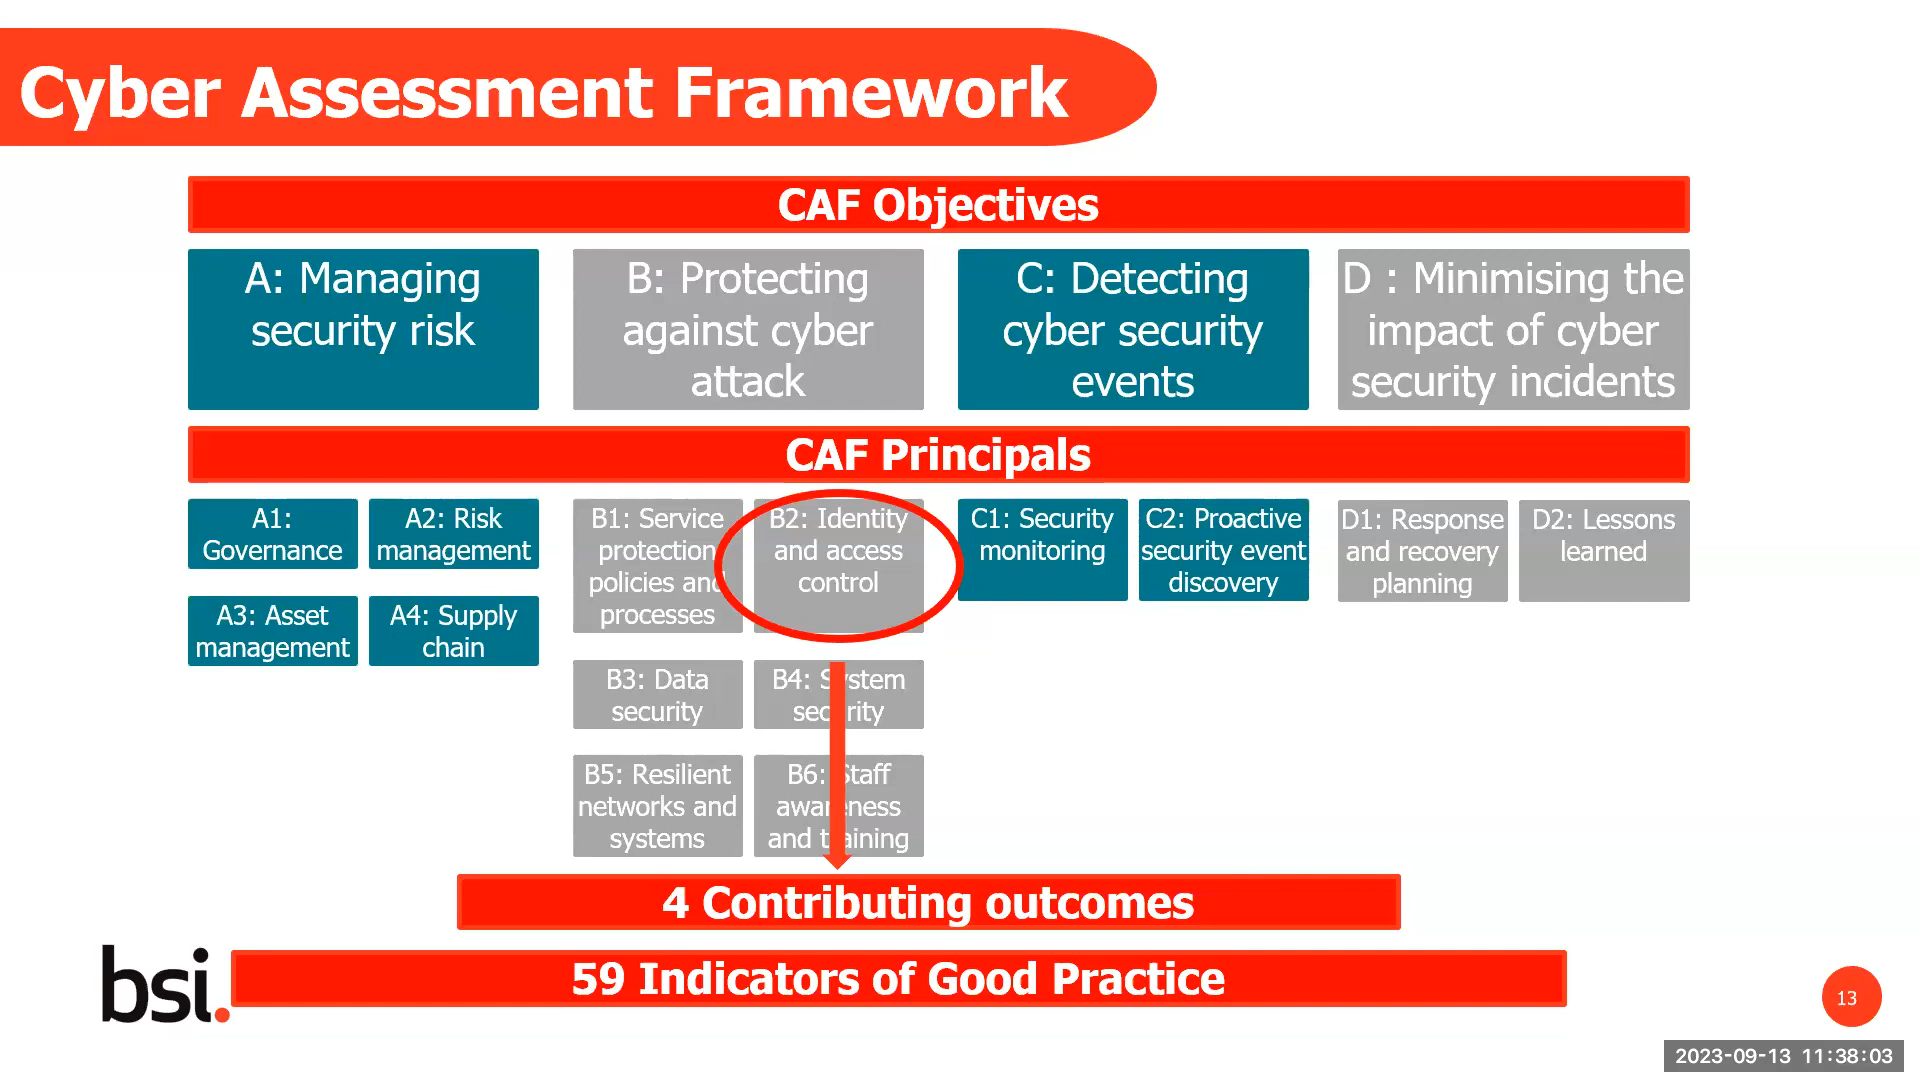 Cyber Assessment Framework
CAF Objectives
A: Managing
security risk
B: Protecting
against cyber
attack
C: Detecting
cyber security
events
D : Minimising the
impact of cyber
security incidents
CAF Principals
A1:
Governance
A2: Risk
management
A3: Asset
management
A4: Supply
chain
B1: Service
protection
policies and
processes
B2: Identity
and access
control
B3: Data
security
B4: System
security
B5: Resilient
networks and
systems
B6: Staff
awareness
and training
C1: Security
monitoring
C2: Proactive
security event
discovery
D1: Response
and recovery
planning
D2: Lessons
learned
4 Contributing outcomes
59 Indicators of Good Practice
bsi.
13
2023-09-13 11:38:03